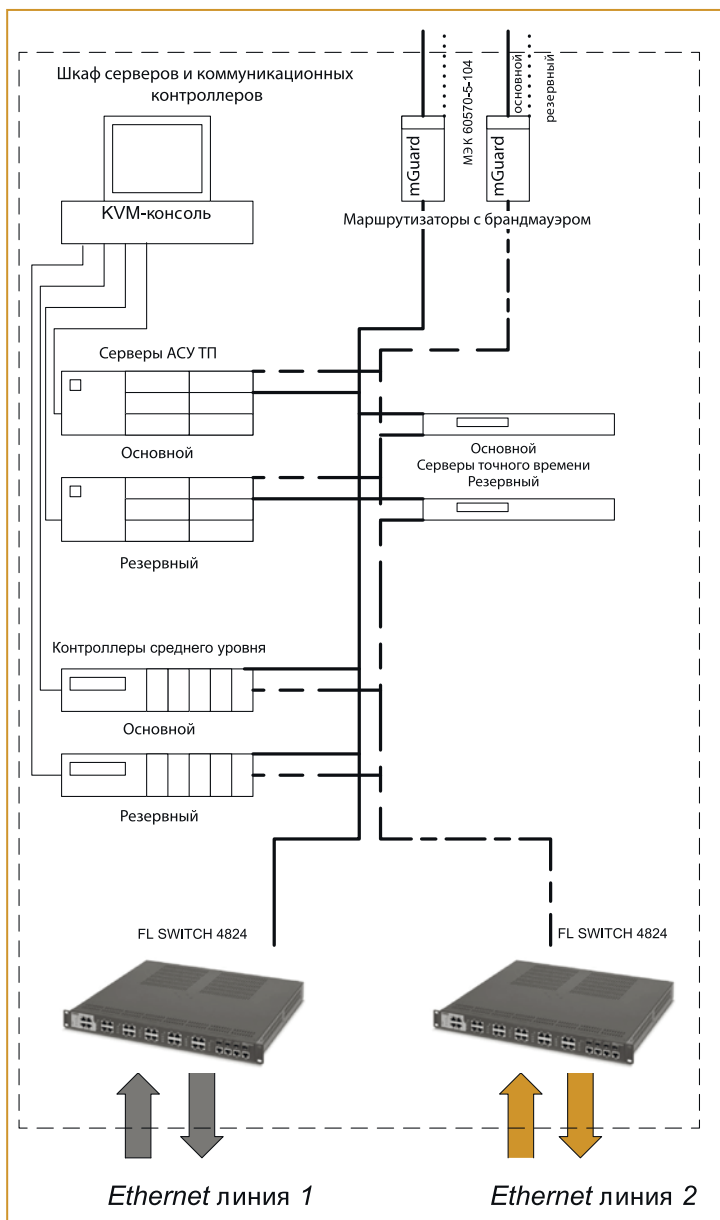 Шкаф серверов и коммуникационных
контроллеров
KVM-консоль
mGuard
МЭК 60570-5-104
mGuard
основной
резервный
Маршрутизаторы с брандмауэром
Серверы АСУ ТП
Основной
Резервный
Основной
Серверы точного времени
Резервный
Контроллеры среднего уровня
Основной
Резервный
FL SWITCH 4824
FL SWITCH 4824
Ethernet линия 1
Ethernet линия 2